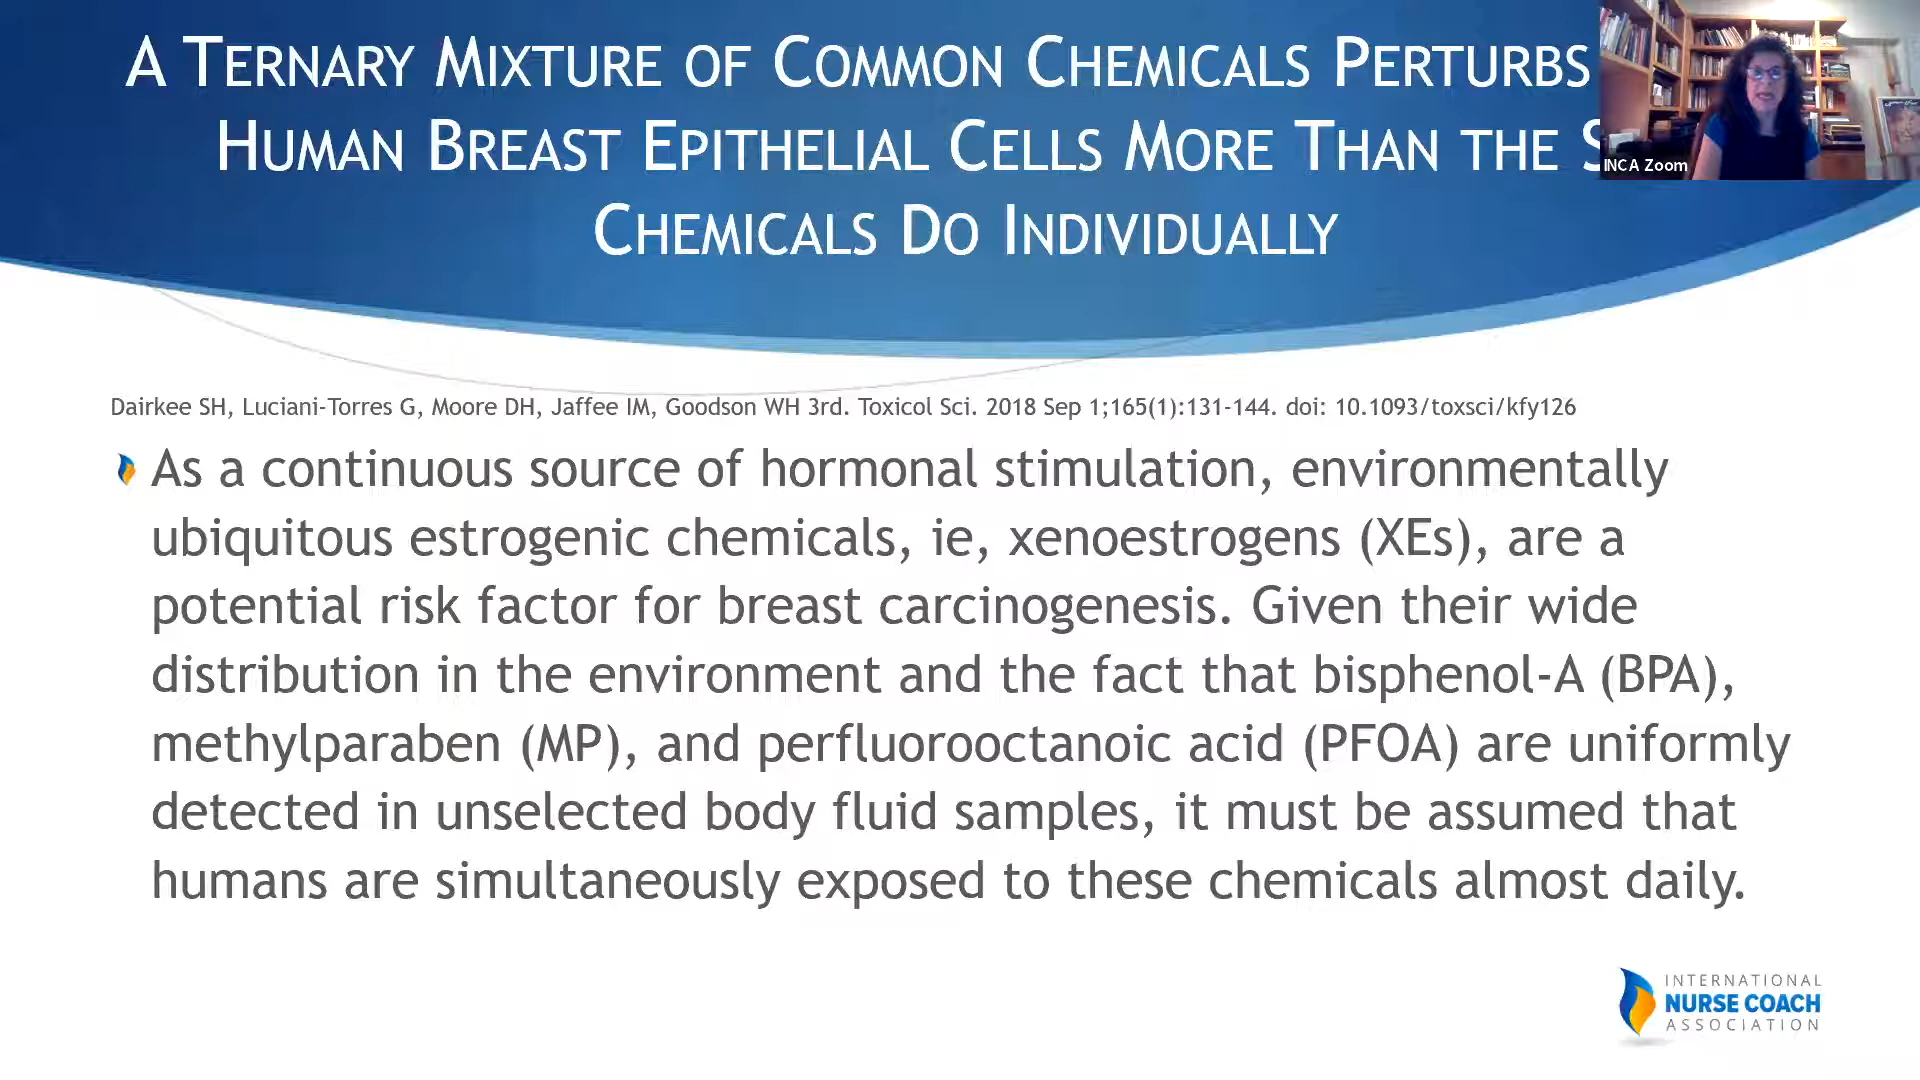 A TERNARY MIXTURE OF COMMON CHEMICALS PERTURBS
HUMAN BREAST EPITHELIAL CELLS MORE THAN THE
CHEMICALS DO INDIVIDUALLY
INCA Zoom
Dairkee SH, Luciani-Torres G, Moore DH, Jaffee IM, Goodson WH 3rd. Toxicol Sci. 2018 Sep 1;165(1):131-144. doi: 10.1093/toxsci/kfy126
As a continuous source of hormonal stimulation, environmentally
ubiquitous estrogenic chemicals, ie, xenoestrogens (XEs), are a
potential risk factor for breast carcinogenesis. Given their wide
distribution in the environment and the fact that bisphenol-A (BPA),
methylparaben (MP), and perfluorooctanoic acid (PFOA) are uniformly
detected in unselected body fluid samples, it must be assumed that
humans are simultaneously exposed to these chemicals almost daily.
INTERNATIONAL
NURSE COACH
ASSOCIATION